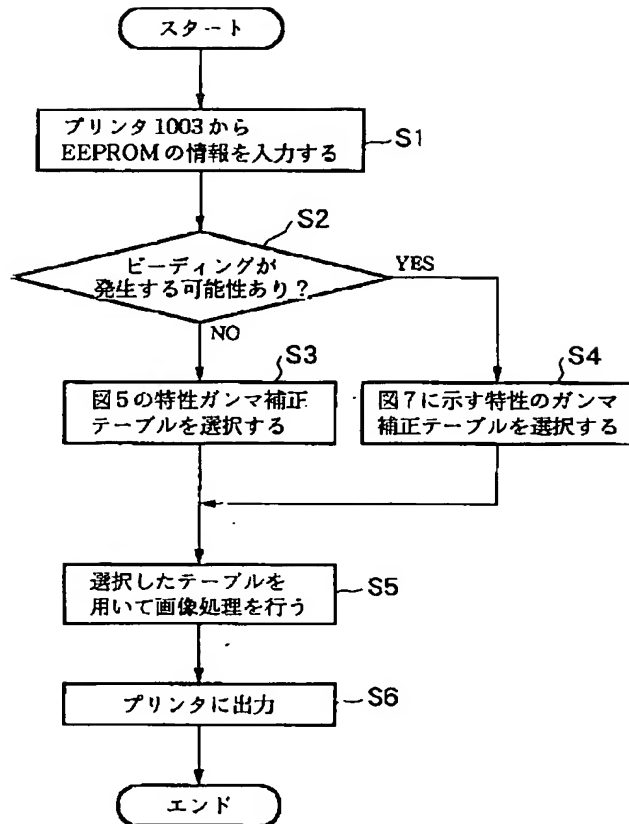 スタート
プリンタ1003から
EEPROMの情報を入力する
S1
S2
ビーディングが
発生する可能性あり?
YES
NO
S3
図5の特性ガンマ補正
テーブルを選択する
S4
図7に示す特性のガンマ
補正テーブルを選択する
選択したテーブルを
用いて画像処理を行う
S5
プリンタに出力
S6
エンド